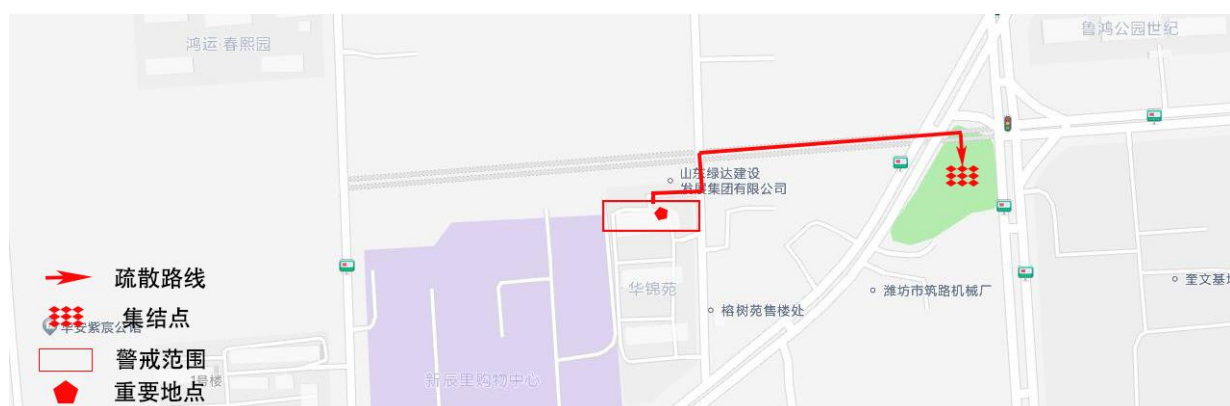 鸿运·春熙园
鲁鸿公园世纪
山东绿达建设
发展集团有限公司
疏散路线
华锦苑
潍坊市筑路机械厂
奎文基
集结点
榕树苑售楼处
华安紫宸公馆
警戒范围
1号楼
新辰里购物中心
重要地点